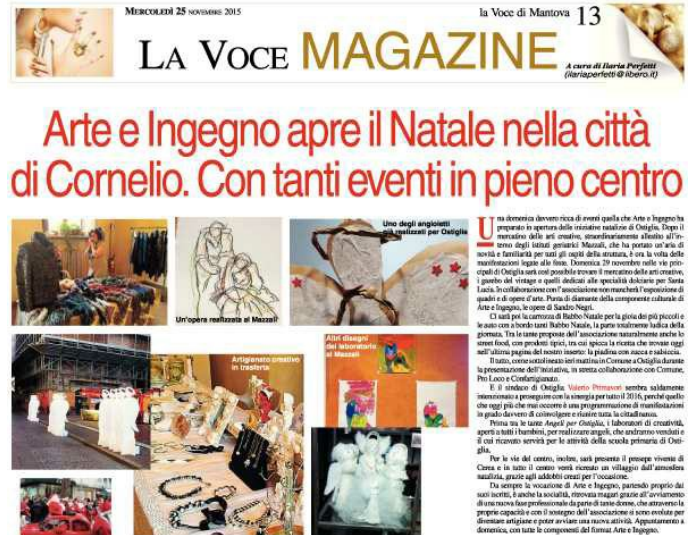 MERCOLEDÌ 25 NOVEMBRE 2015
la Voce di Mantova 13
LA VOCE MAGAZINE
A cura di Ilaria Perfetti
(ilariaperfetti@libero.it)
Arte e Ingegno apre il Natale nella città
di Cornelio. Con tanti eventi in pieno centro
Un'opera realizzata al Mazzali
Uno degli angioletti
già realizzati per Ostiglia
Artigianato creativo
in trasferta
Altri disegni
del laboratorio
al Mazzali
Una domenica davvero ricca di eventi quella che Arte e Ingegno ha
preparato in apertura delle iniziative natalizie di Ostiglia. Dopo il
mercatino delle arti creative, straordinariamente allestito all'in-
terno degli istituti geriatrici Mazzali, che ha portato un'aria di
novità e familiarità per tutti gli ospiti della struttura, è ora la volta delle
manifestazioni legate alle feste. Domenica 29 novembre nelle vie prin-
cipali di Ostiglia sarà così possibile trovare il mercatino delle arti creative,
i gazebo del vintage e quelli dedicati alle specialità dolciarie per Santa
Lucia. In collaborazione con l'associazione non mancherà l'esposizione di
quadri e di opere d'arte. Punta di diamante della componente culturale di
Arte e Ingegno, le opere di Sandro Negri.
Ci sarà poi la carrozza di Babbo Natale per la gioia dei più piccoli e
le auto con a bordo tanti Babbo Natale, la parte totalmente ludica della
giornata. Tra le tante proposte dell'associazione naturalmente anche lo
street food, con prodotti tipici, tra cui spicca la ricetta che trovate oggi
nell'ultima pagina del nostro inserto: la piadina con zucca e salsiccia.
Il tutto, come sottolineato ieri mattina in Comune a Ostiglia durante
la presentazione dell'iniziativa, in stretta collaborazione con Comune,
Pro Loco e Confartigianato.
E il sindaco di Ostiglia Valerio Primavori sembra saldamente
intenzionato a proseguire con la sinergia per tutto il 2016, perché quello
che oggi più che mai occorre è una programmazione di manifestazioni
in grado davvero di coinvolgere e riunire tutta la cittadinanza.
Prima tra le tante Angeli per Ostiglia, i laboratori di creatività,
aperti a tutti i bambini, per realizzare angeli, che andranno venduti e
il cui ricavato servirà per le attività della scuola primaria di Osti-
glia.
Per le vie del centro, inoltre, sarà presente il presepe vivente di
Cerea e in tutto il centro verrà ricreato un villaggio dall'atmosfera
natalizia, grazie agli addobbi creati per l'occasione.
Da sempre la vocazione di Arte e Ingegno, partendo proprio dai
suoi iscritti, è anche la socialità, ritrovata magari grazie all'avviamento
di una nuova fase professionale da parte di tante donne, che attraverso le
proprie capacità e con il sostegno dell'associazione si sono evolute per
diventare artigiane e poter avviare una nuova attività. Appuntamento a
domenica, con tutte le componenti del format Arte e Ingegno.